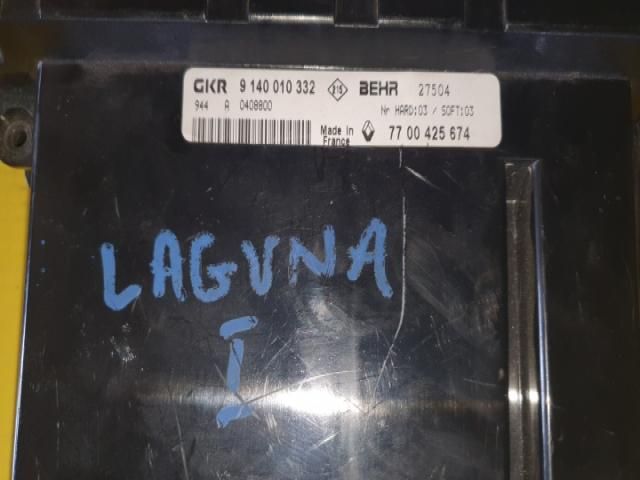 GKR 9 140 010 332 215 BEHR 27504
944 A 0408800 Nr HARD:03 / SOFT:03
Made in France 77 00 425 674
LAGUNA
I